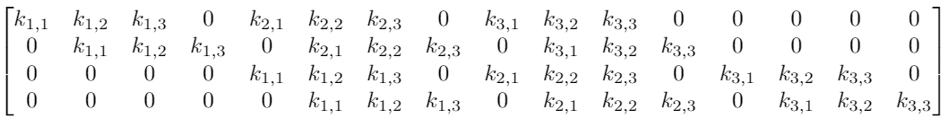 k1,1 k1,2 k1,3 0 k2,1 k2,2 k2,3 0 k3,1 k3,2 k3,3 0 0 0 0 0
0 k1,1 k1,2 k1,3 0 k2,1 k2,2 k2,3 0 k3,1 k3,2 k3,3 0 0 0 0
0 0 0 0 k1,1 k1,2 k1,3 0 k2,1 k2,2 k2,3 0 k3,1 k3,2 k3,3 0
0 0 0 0 0 k1,1 k1,2 k1,3 0 k2,1 k2,2 k2,3 0 k3,1 k3,2 k3,3